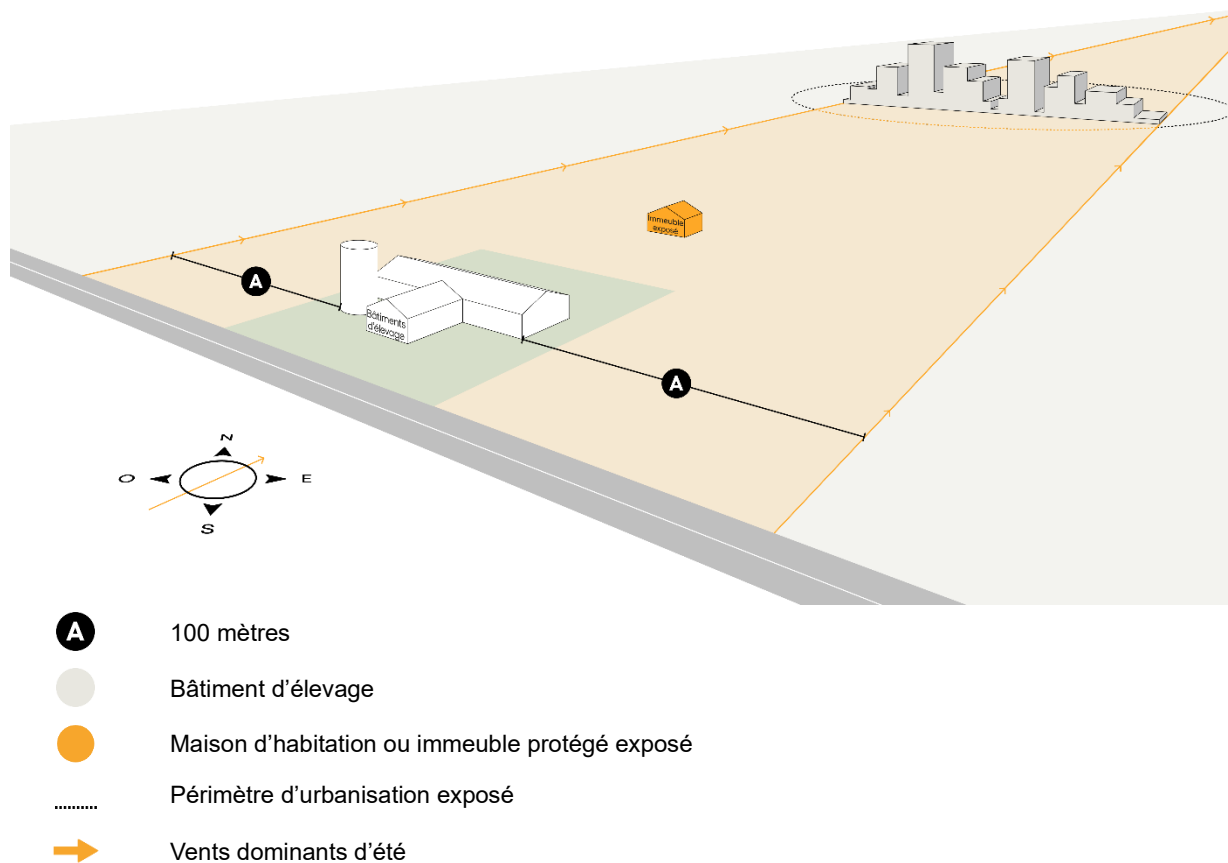 Immeuble
exposé
A
Bâtiments
d'élevage
A
N
O
E
S
A 100 mètres
Bâtiment d’élevage
Maison d’habitation ou immeuble protégé exposé
Périmètre d’urbanisation exposé
Vents dominants d’été